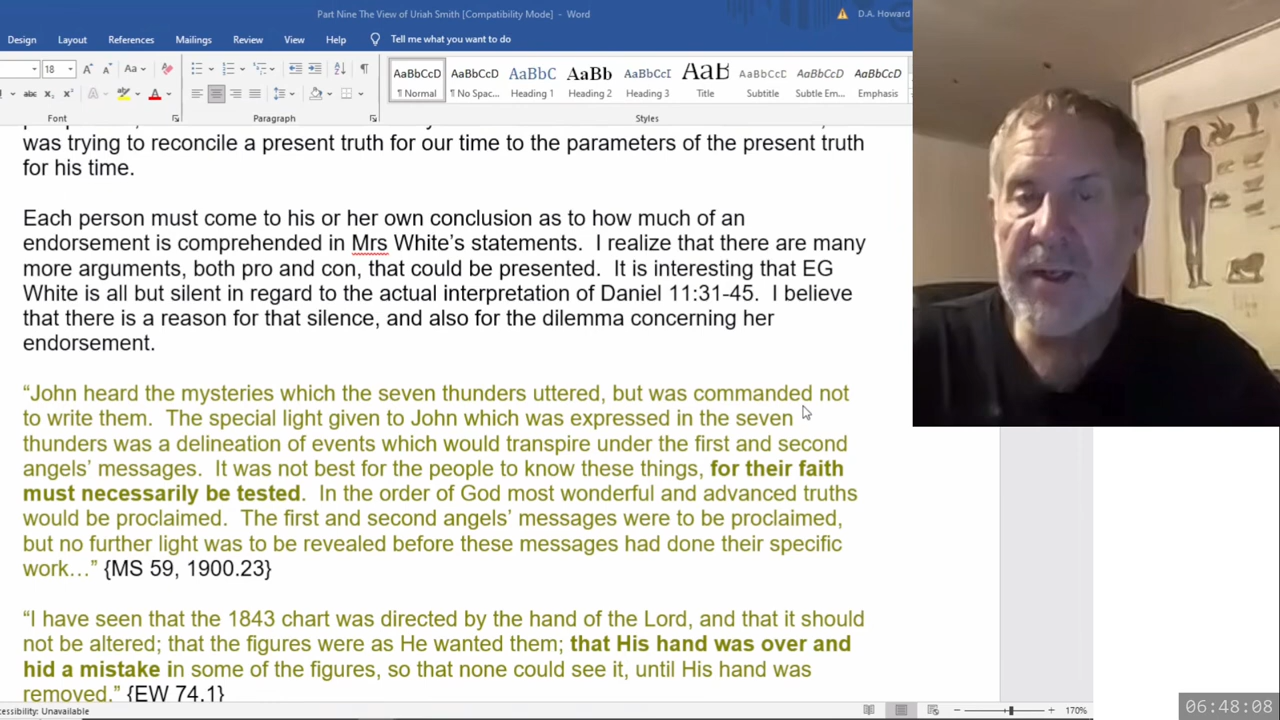 Part Nine The View of Uriah Smith [Compatibility Mode] - Word
D.A. Howard
Design Layout References Mailings Review View Help Tell me what you want to do
18 Aa
abc x x A A
AaBbCcD AaBbCcD AaBbC AaBb AaBbCcI AaB AaBbCcD AaBbCcD AaBbCcD
¶ Normal ¶ No Spac... Heading 1 Heading 2 Heading 3 Title Subtitle Subtle Em... Emphasis
Font Paragraph Styles
was trying to reconcile a present truth for our time to the parameters of the present truth
for his time.
Each person must come to his or her own conclusion as to how much of an
endorsement is comprehended in Mrs White's statements. I realize that there are many
more arguments, both pro and con, that could be presented. It is interesting that EG
White is all but silent in regard to the actual interpretation of Daniel 11:31-45. I believe
that there is a reason for that silence, and also for the dilemma concerning her
endorsement.
“John heard the mysteries which the seven thunders uttered, but was commanded not
to write them. The special light given to John which was expressed in the seven
thunders was a delineation of events which would transpire under the first and second
angels’ messages. It was not best for the people to know these things, for their faith
must necessarily be tested. In the order of God most wonderful and advanced truths
would be proclaimed. The first and second angels’ messages were to be proclaimed,
but no further light was to be revealed before these messages had done their specific
work…” {MS 59, 1900.23}
“I have seen that the 1843 chart was directed by the hand of the Lord, and that it should
not be altered; that the figures were as He wanted them; that His hand was over and
hid a mistake in some of the figures, so that none could see it, until His hand was
removed.” {EW 74.1}
cessibility: Unavailable
170%
06:48:08